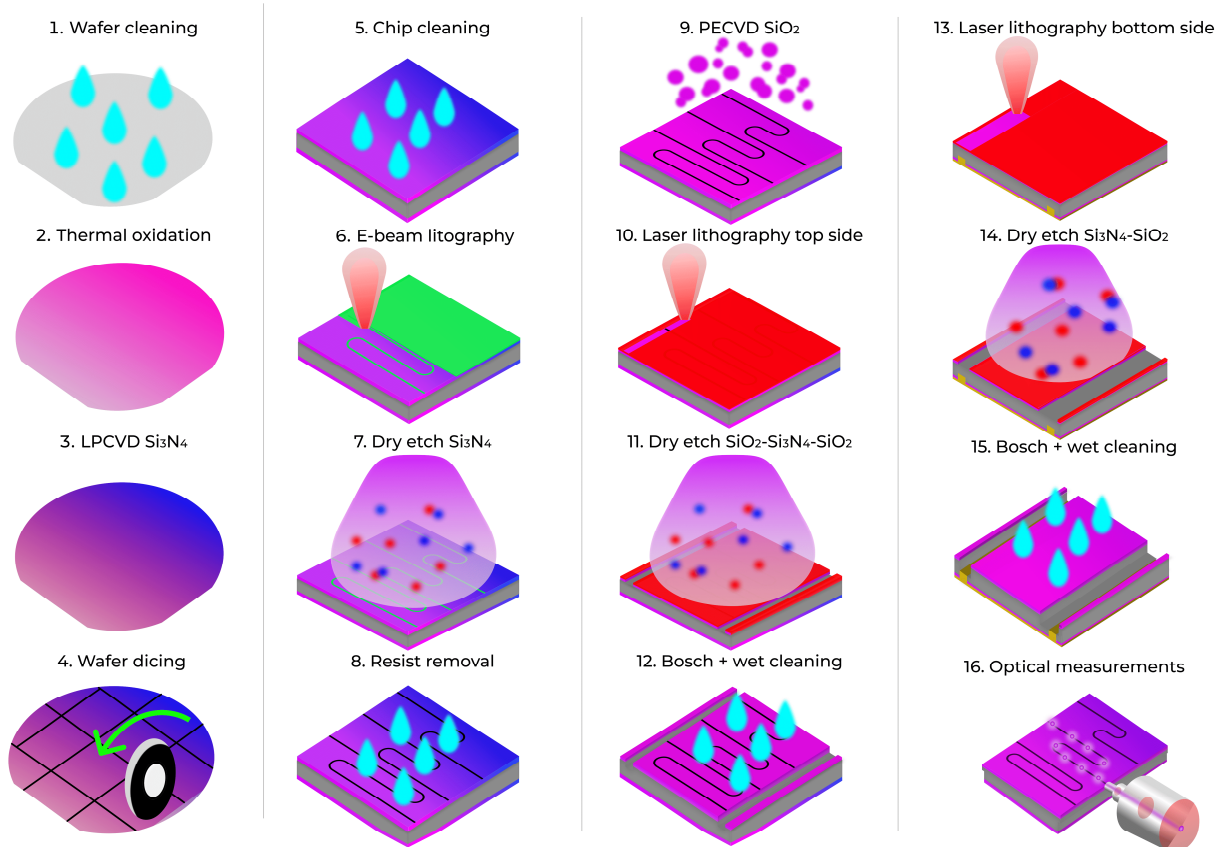 1. Wafer cleaning
2. Thermal oxidation
3. LPCVD Si₃N₄
4. Wafer dicing
5. Chip cleaning
6. E-beam litography
7. Dry etch Si₃N₄
8. Resist removal
9. PECVD SiO₂
10. Laser lithography top side
11. Dry etch SiO₂-Si₃N₄-SiO₂
12. Bosch + wet cleaning
13. Laser lithography bottom side
14. Dry etch Si₃N₄-SiO₂
15. Bosch + wet cleaning
16. Optical measurements